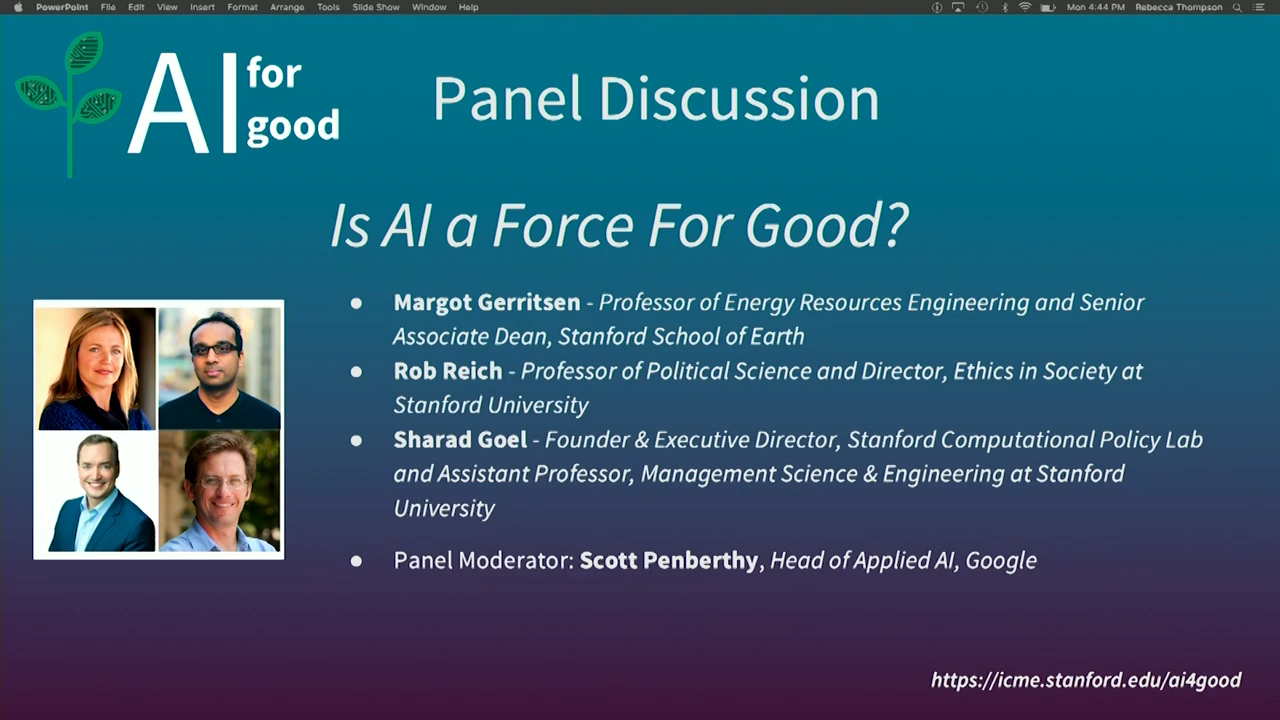 PowerPoint File Edit View Insert Format Arrange Tools Slide Show Window Help Mon 4:44 PM Rebecca Thompson
AI for good
Panel Discussion
Is AI a Force For Good?
● Margot Gerritsen - Professor of Energy Resources Engineering and Senior
Associate Dean, Stanford School of Earth
● Rob Reich - Professor of Political Science and Director, Ethics in Society at
Stanford University
● Sharad Goel - Founder & Executive Director, Stanford Computational Policy Lab
and Assistant Professor, Management Science & Engineering at Stanford
University
● Panel Moderator: Scott Penberthy, Head of Applied AI, Google
https://icme.stanford.edu/ai4good